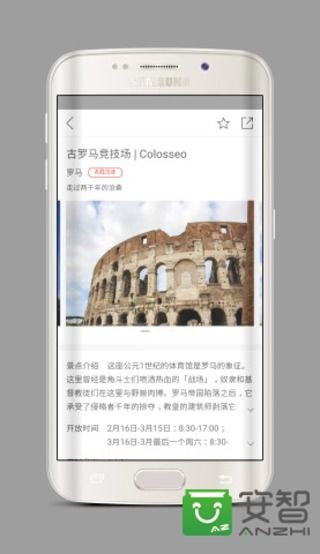 SAMSUNG
古罗马竞技场 | Colosseo
罗马
走过两千年的沧桑
景点介绍 这座公元1世纪的体育馆是罗马的象征。
这里曾经是角斗士们喷洒热血的「战场」，奴隶和基
督教徒们在这里与野兽肉搏。罗马帝国陷落之后，它
承受了侵略者千年的掠夺，教皇的建筑师剥落它
开放时间 2月16日-3月15日：8:30-17:00；
3月16日-3月最后一个周六：8:30-
安智
AZ
ANZHI